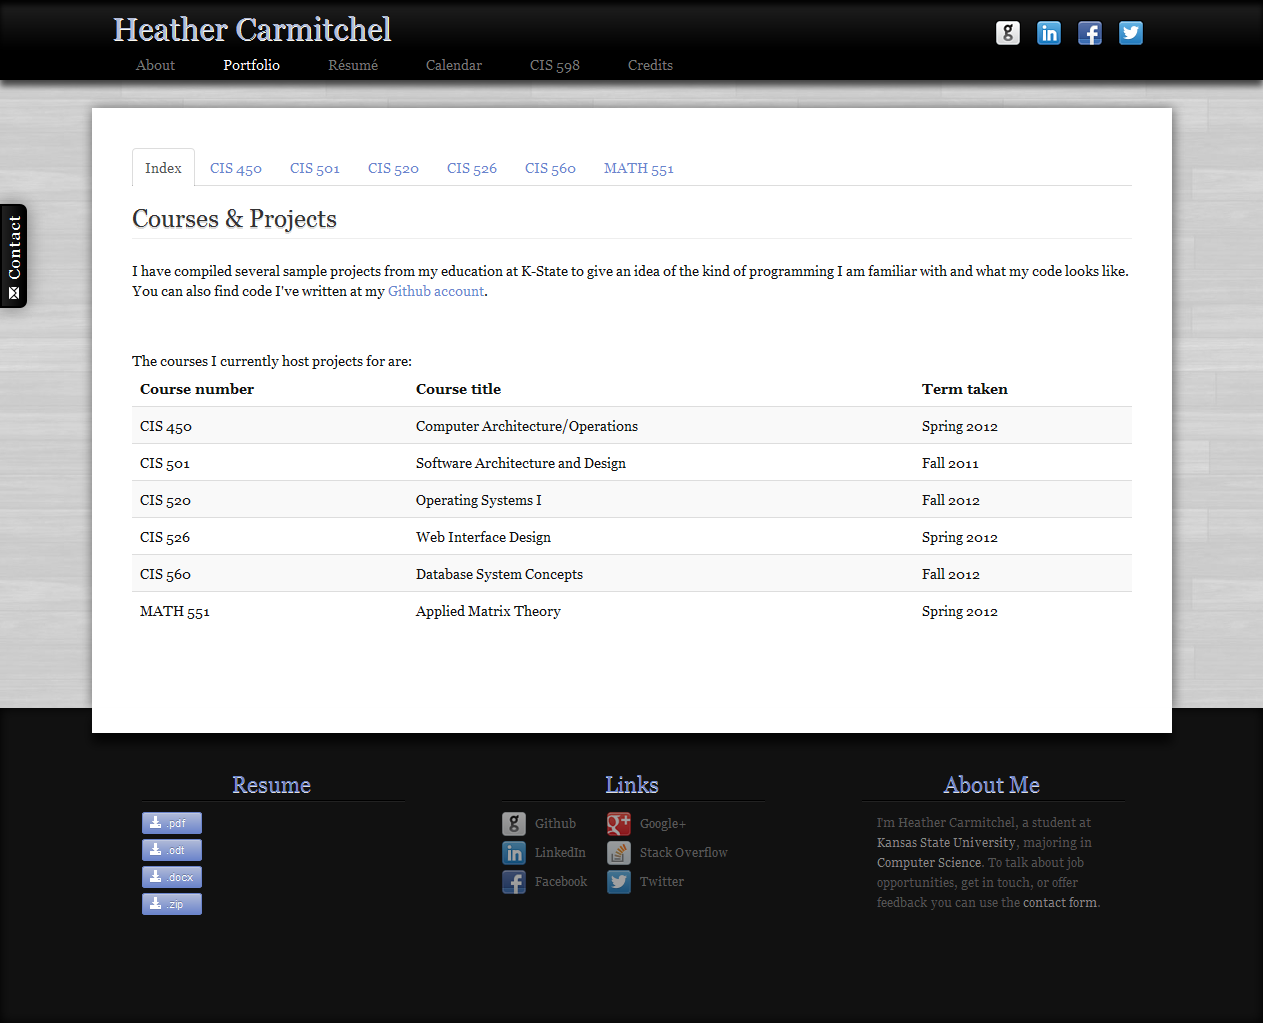 Heather Carmitchel
About Portfolio Résumé Calendar CIS 598 Credits
Index CIS 450 CIS 501 CIS 520 CIS 526 CIS 560 MATH 551
Contact
Courses & Projects
I have compiled several sample projects from my education at K-State to give an idea of the kind of programming I am familiar with and what my code looks like.
You can also find code I've written at my Github account.
The courses I currently host projects for are:
Course number Course title Term taken
CIS 450 Computer Architecture/Operations Spring 2012
CIS 501 Software Architecture and Design Fall 2011
CIS 520 Operating Systems I Fall 2012
CIS 526 Web Interface Design Spring 2012
CIS 560 Database System Concepts Fall 2012
MATH 551 Applied Matrix Theory Spring 2012
Resume
.pdf
.odt
.docx
.zip
Links
Github Google+
LinkedIn Stack Overflow
Facebook Twitter
About Me
I'm Heather Carmitchel, a student at
Kansas State University, majoring in
Computer Science. To talk about job
opportunities, get in touch, or offer
feedback you can use the contact form.